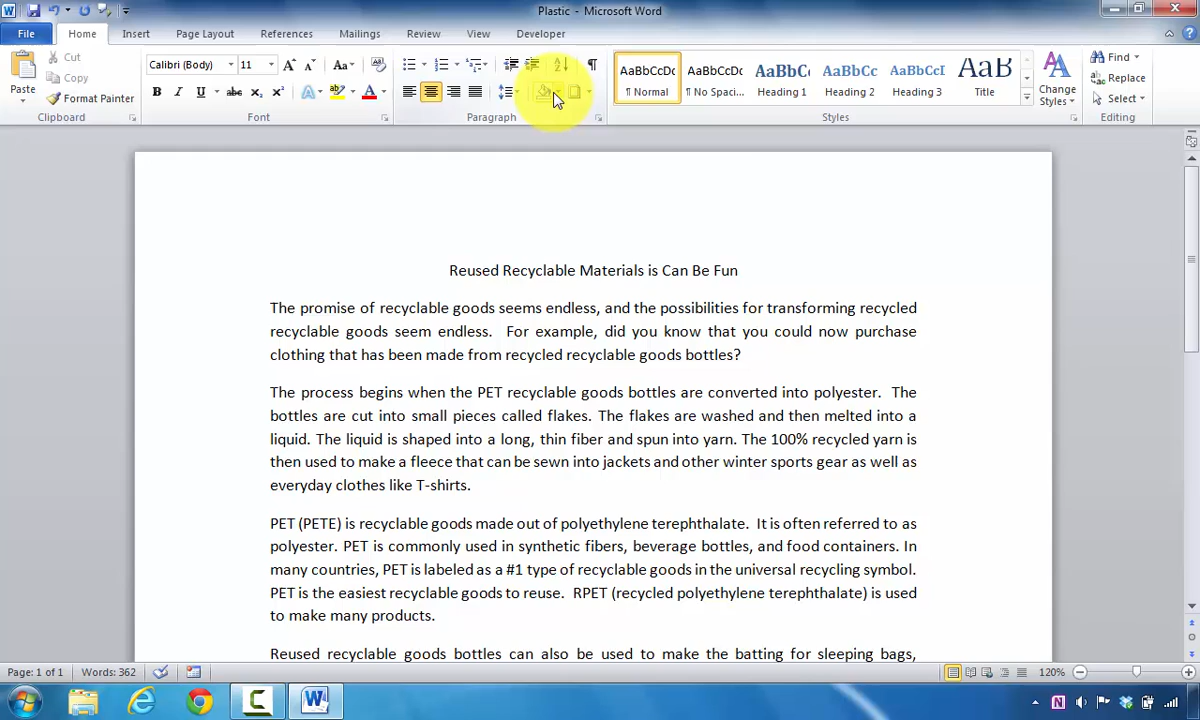 Plastic - Microsoft Word
File Home Insert Page Layout References Mailings Review View Developer
Paste
Cut
Copy
Format Painter
Clipboard
Calibri (Body) 11
Font
Paragraph
AaBbCcDc AaBbCcDc AaBbC AaBbCc AaBbCcI AaB
¶ Normal ¶ No Spaci... Heading 1 Heading 2 Heading 3 Title
Change
Styles
Styles
Find
Replace
Select
Editing
Reused Recyclable Materials is Can Be Fun
The promise of recyclable goods seems endless, and the possibilities for transforming recycled
recyclable goods seem endless. For example, did you know that you could now purchase
clothing that has been made from recycled recyclable goods bottles?
The process begins when the PET recyclable goods bottles are converted into polyester. The
bottles are cut into small pieces called flakes. The flakes are washed and then melted into a
liquid. The liquid is shaped into a long, thin fiber and spun into yarn. The 100% recycled yarn is
then used to make a fleece that can be sewn into jackets and other winter sports gear as well as
everyday clothes like T-shirts.
PET (PETE) is recyclable goods made out of polyethylene terephthalate. It is often referred to as
polyester. PET is commonly used in synthetic fibers, beverage bottles, and food containers. In
many countries, PET is labeled as a #1 type of recyclable goods in the universal recycling symbol.
PET is the easiest recyclable goods to reuse. RPET (recycled polyethylene terephthalate) is used
to make many products.
Reused recyclable goods bottles can also be used to make the batting for sleeping bags,
Page: 1 of 1 Words: 362 120%